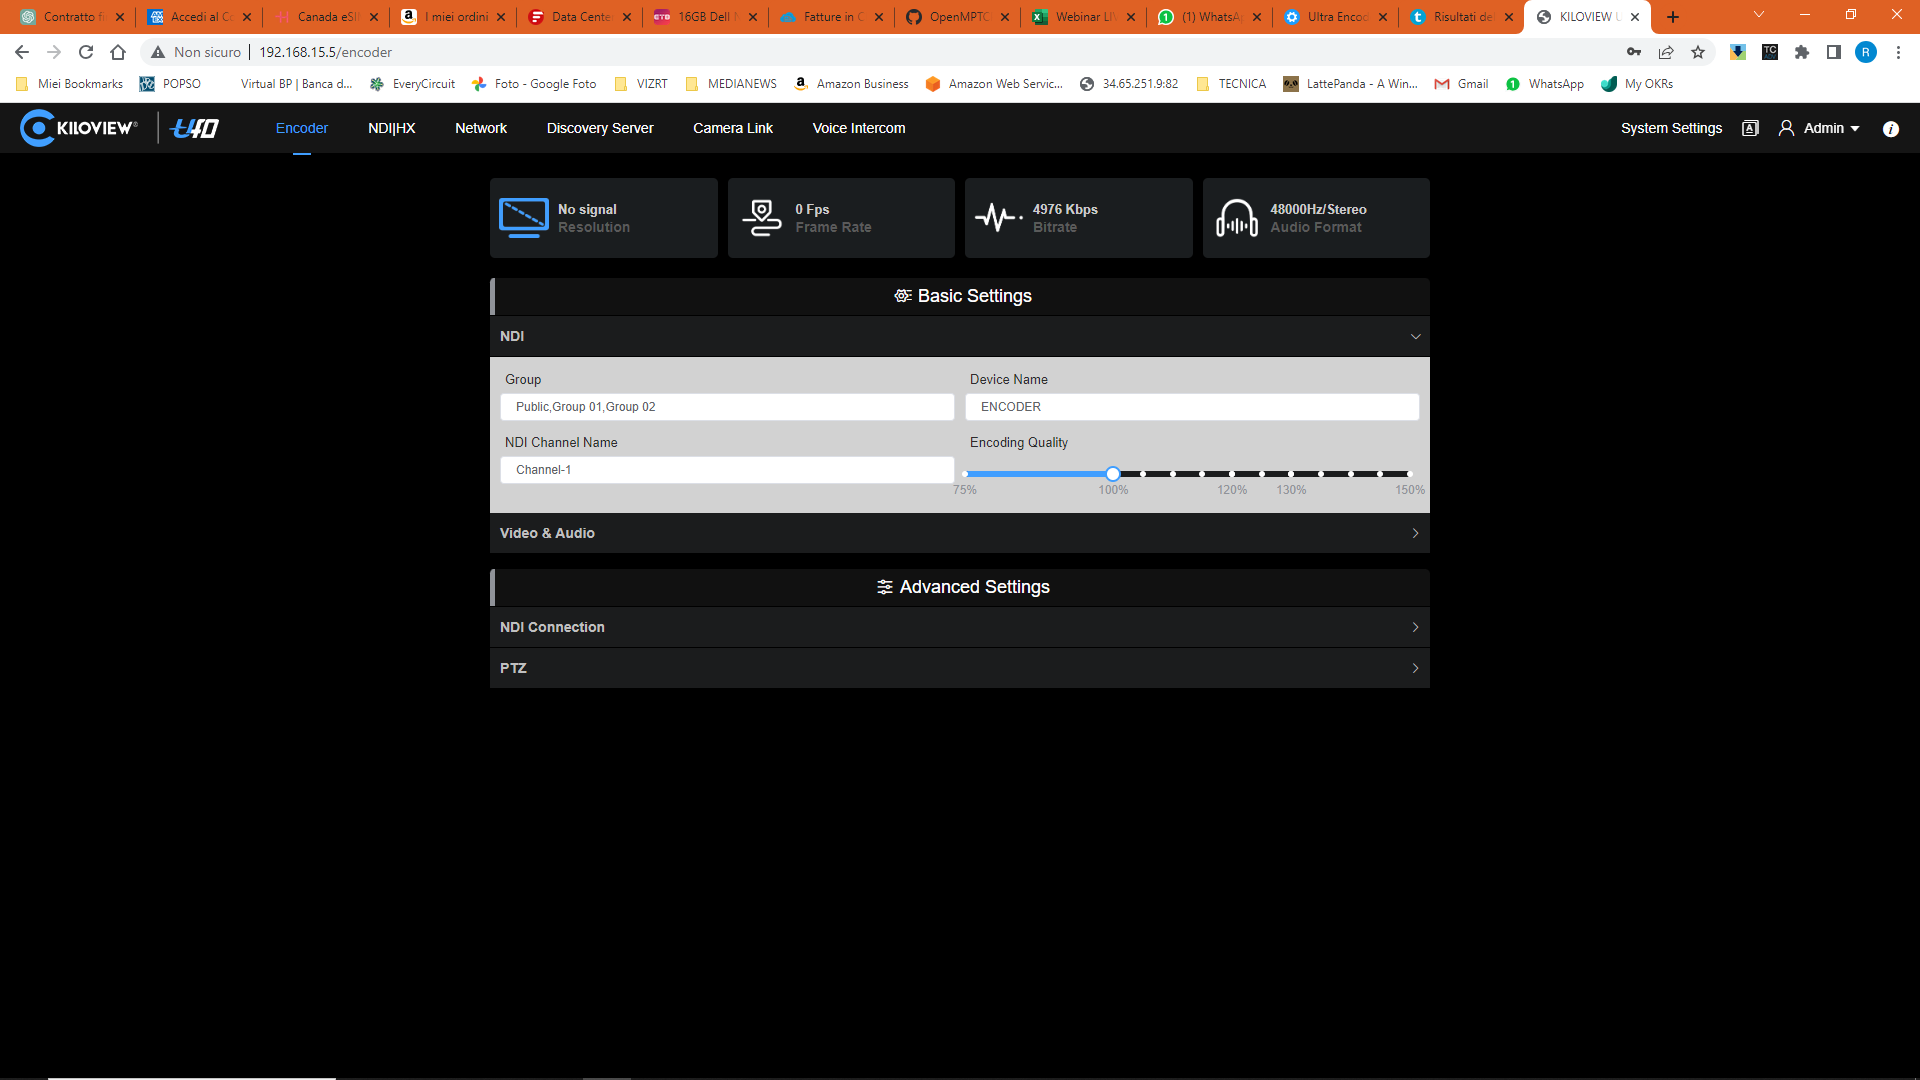 Contratto fi
Accedi al Co
Canada eSI
I miei ordini
Data Center
16GB Dell
Fatture in C
OpenMPTC
Webinar LI
(1) WhatsA
Ultra Encod
Risultati de
KILOVIEW U
Non sicuro 192.168.15.5/encoder
Miei Bookmarks POPSO Virtual BP | Banca d... EveryCircuit Foto - Google Foto VIZRT MEDIANEWS Amazon Business Amazon Web Servic... 34.65.251.9:82 TECNICA LattePanda - A Win... Gmail WhatsApp My OKRs
KILOVIEW UFO Encoder NDI|HX Network Discovery Server Camera Link Voice Intercom System Settings Admin
No signal 0 Fps 4976 Kbps 48000Hz/Stereo
Resolution Frame Rate Bitrate Audio Format
Basic Settings
NDI
Group Device Name
Public,Group 01,Group 02 ENCODER
NDI Channel Name Encoding Quality
Channel-1
75% 100% 120% 130% 150%
Video & Audio
Advanced Settings
NDI Connection
PTZ